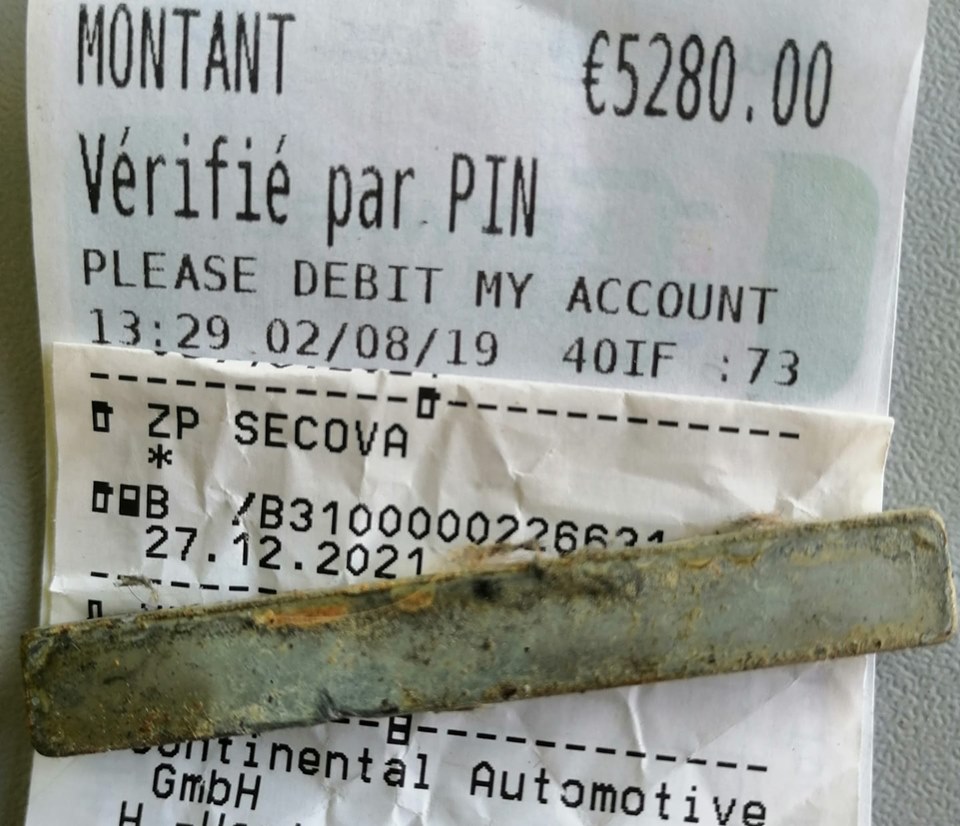 MONTANT €5280.00
Vérifié par PIN
PLEASE DEBIT MY ACCOUNT
13:29 02/08/19 40IF :73
ZP SECOVA
*
B /B3100000226631
27.12.2021
Continental Automotive
GmbH